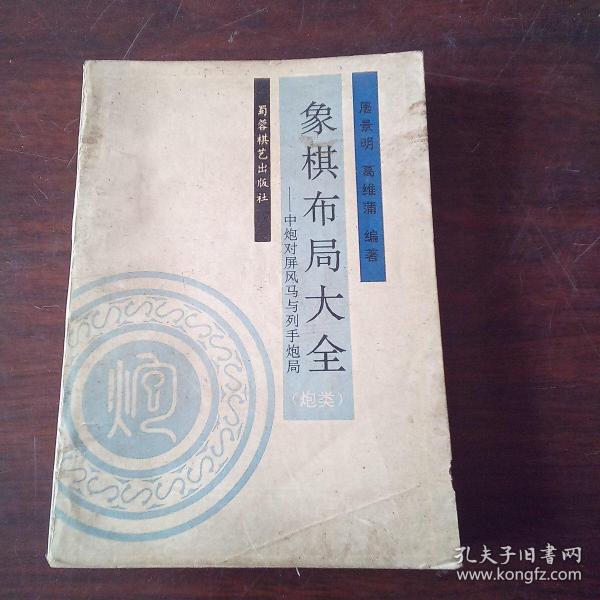 唐景明 葛维蒲 编著
象棋布局大全
——中炮对屏风马与列手炮局
(炮类)
蜀蓉棋艺出版社
炮
孔夫子旧书网
www.kongfz.com